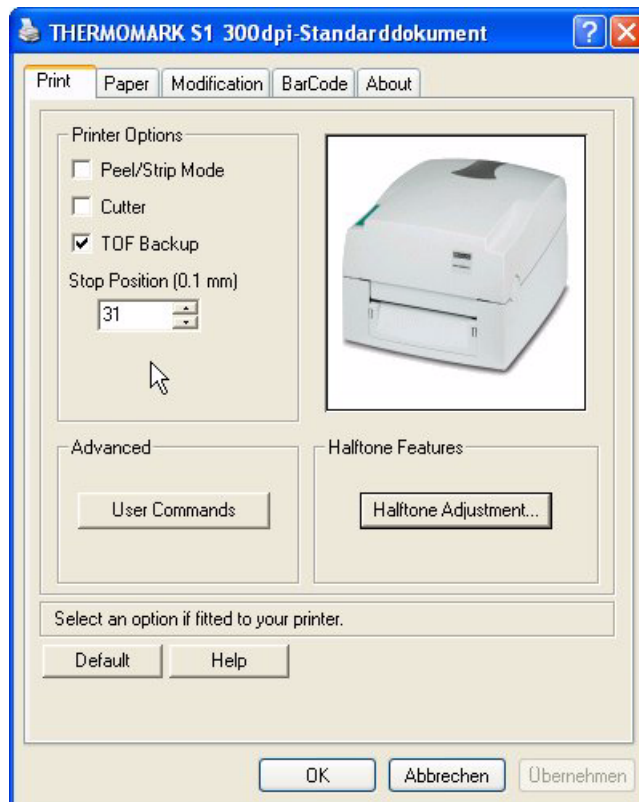 THERMOMARK S1 300dpi-Standarddokument
Print Paper Modification BarCode About
Printer Options
Peel/Strip Mode
Cutter
TOF Backup
Stop Position (0.1 mm)
31
Advanced
User Commands
Halftone Features
Halftone Adjustment...
Select an option if fitted to your printer.
Default Help
OK Abbrechen Übernehmen